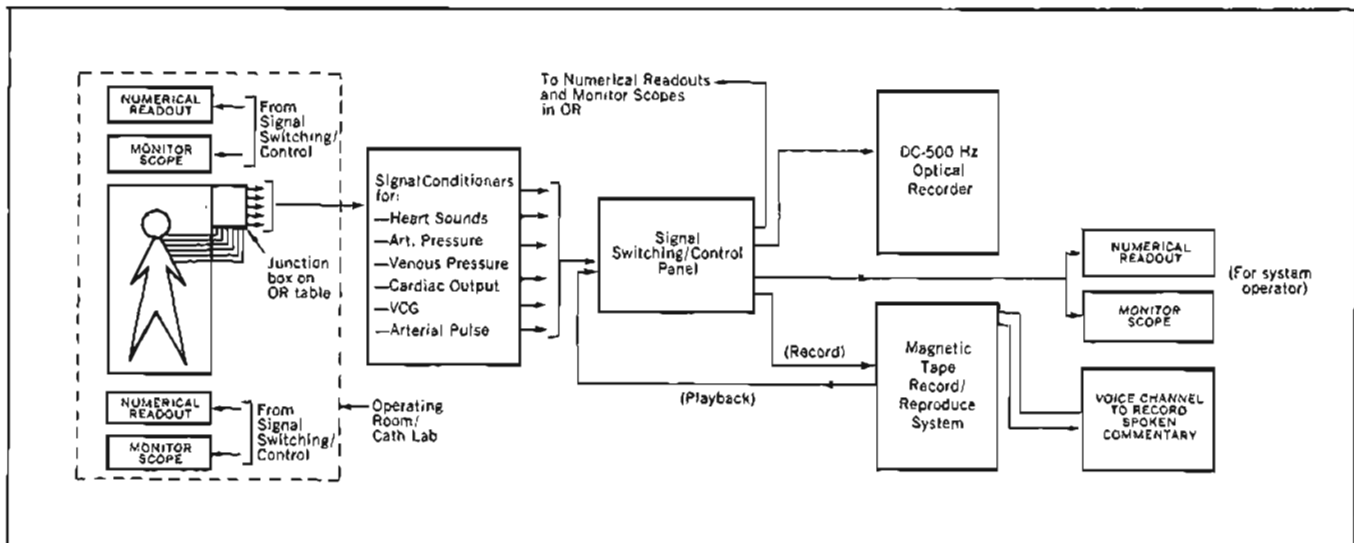 NUMERICAL
READOUT
From
Signal
Switching/
Control
MONITOR
SCOPE
Junction
box on
OR table
NUMERICAL
READOUT
From
Signal
Switching/
Control
MONITOR
SCOPE
Operating
Room/
Cath Lab
Signal Conditioners
for:
—Heart Sounds
—Art. Pressure
—Venous Pressure
—Cardiac Output
—VCG
—Arterial Pulse
To Numerical Readouts
and Monitor Scopes
in OR
Signal
Switching/Control
Panel
(Record)
(Playback)
DC-500 Hz
Optical
Recorder
Magnetic
Tape
Record/
Reproduce
System
NUMERICAL
READOUT
MONITOR
SCOPE
(For system
operator)
VOICE CHANNEL
TO RECORD
SPOKEN
COMMENTARY